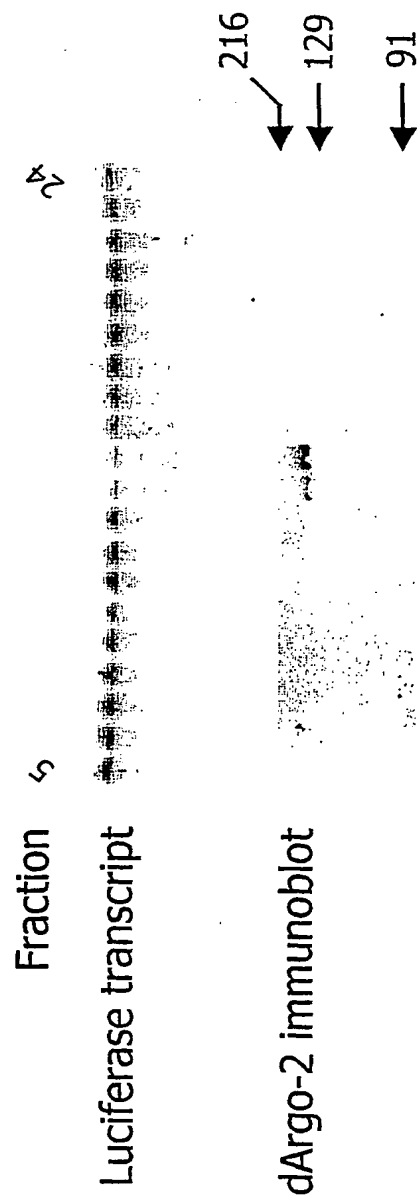 Fraction 5 24
Luciferase transcript
dArgo-2 immunoblot
216
129
91